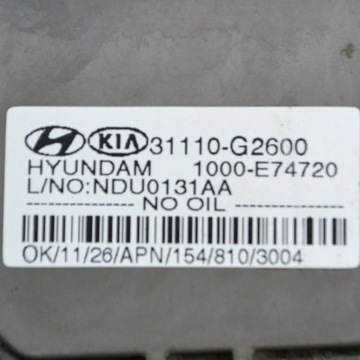 KIA 31110-G2600
HYUNDAM 1000-E74720
L/NO:NDU0131AA
---------- NO OIL ----------
OK/11/26/APN/154/810/3004